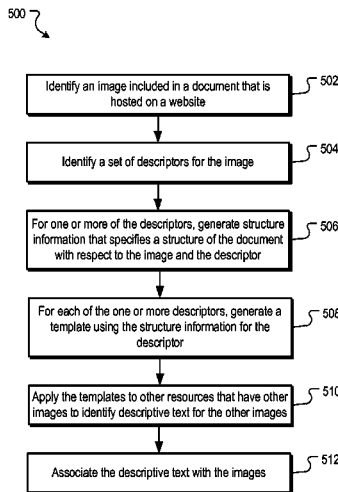 500
Identify an image included in a document that is
hosted on a website
502
Identify a set of descriptors for the image
504
For one or more of the descriptors, generate structure
information that specifies a structure of the document
with respect to the image and the descriptor
506
For each of the one or more descriptors, generate a
template using the structure information for the
descriptor
508
Apply the templates to other resources that have other
images to identify descriptive text for the other images
510
Associate the descriptive text with the images
512